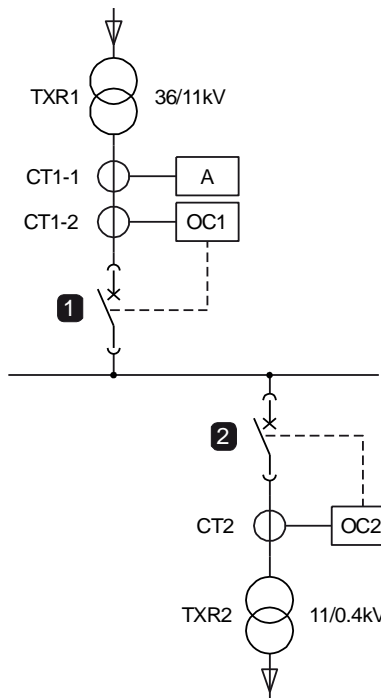 TXR1 36/11kV
CT1-1 A
CT1-2 OC1
1
2
CT2 OC2
TXR2 11/0.4kV